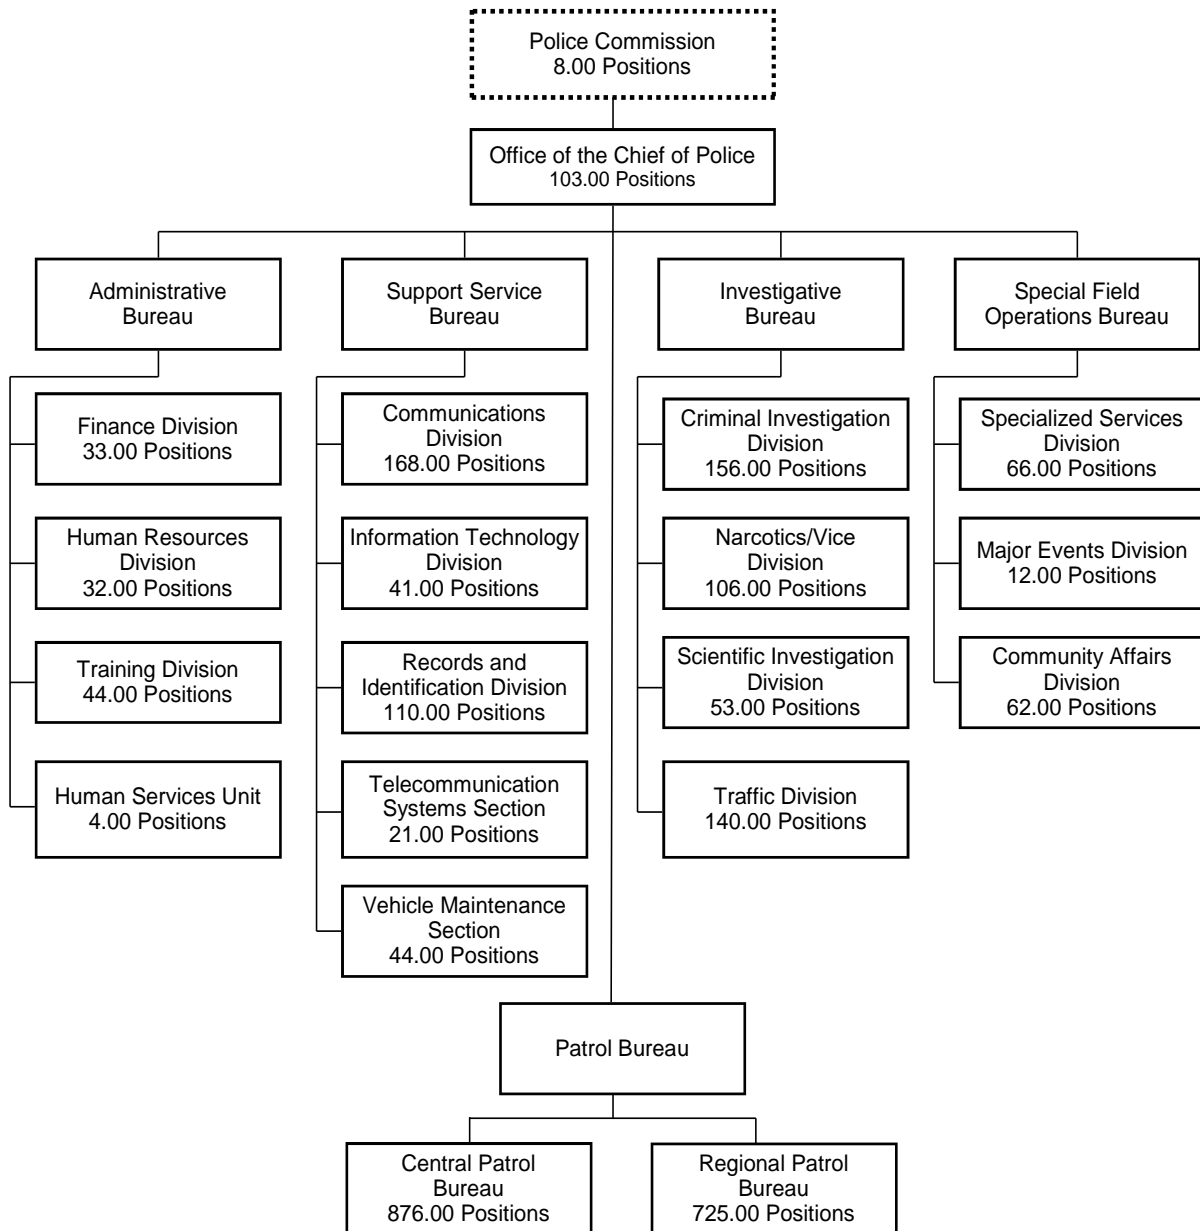 Police Commission
8.00 Positions
Office of the Chief of Police
103.00 Positions
Administrative
Bureau
Support Service
Bureau
Investigative
Bureau
Special Field
Operations Bureau
Finance Division
33.00 Positions
Human Resources
Division
32.00 Positions
Training Division
44.00 Positions
Human Services Unit
4.00 Positions
Communications
Division
168.00 Positions
Information Technology
Division
41.00 Positions
Records and
Identification Division
110.00 Positions
Telecommunication
Systems Section
21.00 Positions
Vehicle Maintenance
Section
44.00 Positions
Criminal Investigation
Division
156.00 Positions
Narcotics/Vice
Division
106.00 Positions
Scientific Investigation
Division
53.00 Positions
Traffic Division
140.00 Positions
Specialized Services
Division
66.00 Positions
Major Events Division
12.00 Positions
Community Affairs
Division
62.00 Positions
Patrol Bureau
Central Patrol
Bureau
876.00 Positions
Regional Patrol
Bureau
725.00 Positions